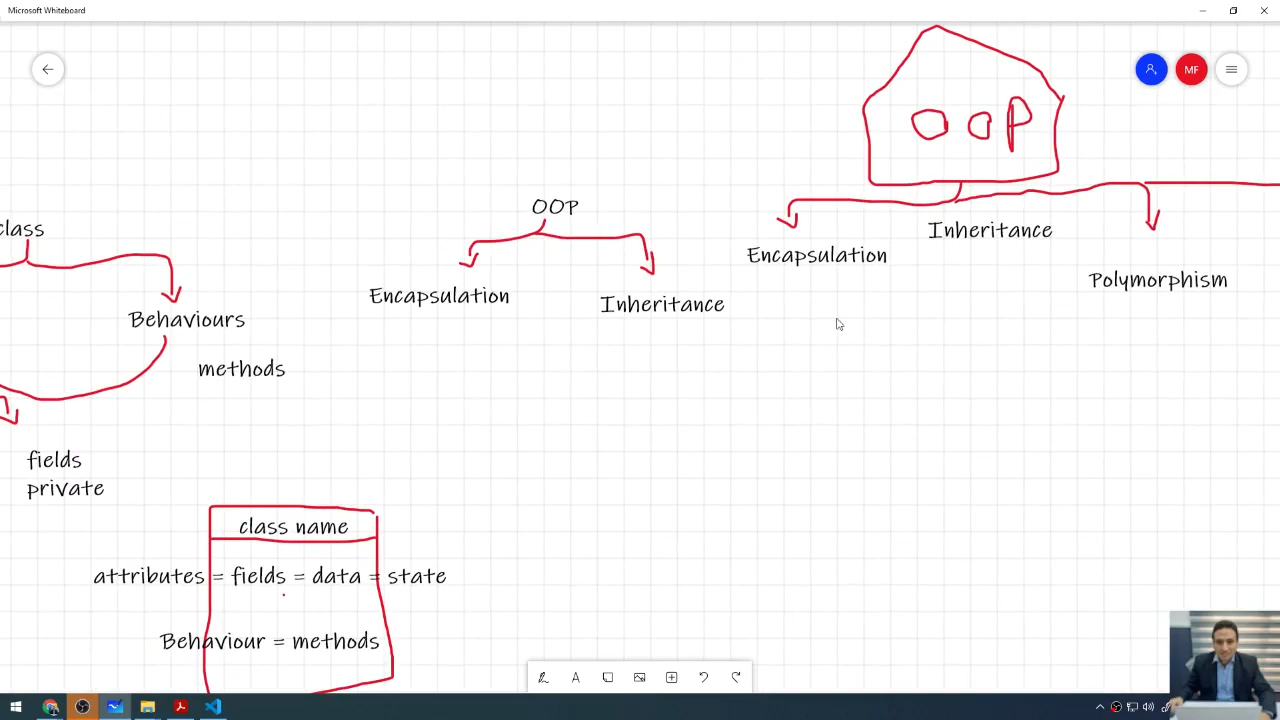 Microsoft Whiteboard
MF
OOP
class
OOP
Inheritance
Encapsulation
Polymorphism
Encapsulation
Inheritance
Behaviours
methods
fields
private
class name
attributes = fields = data = state
Behaviour = methods
A